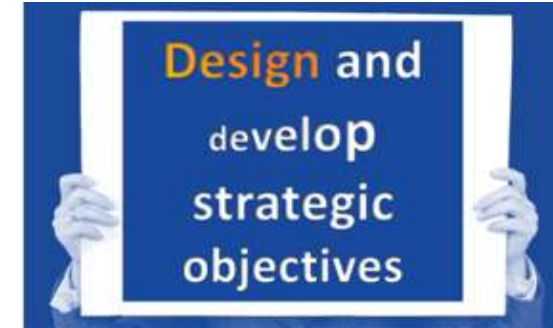 Design and
develop
strategic
objectives